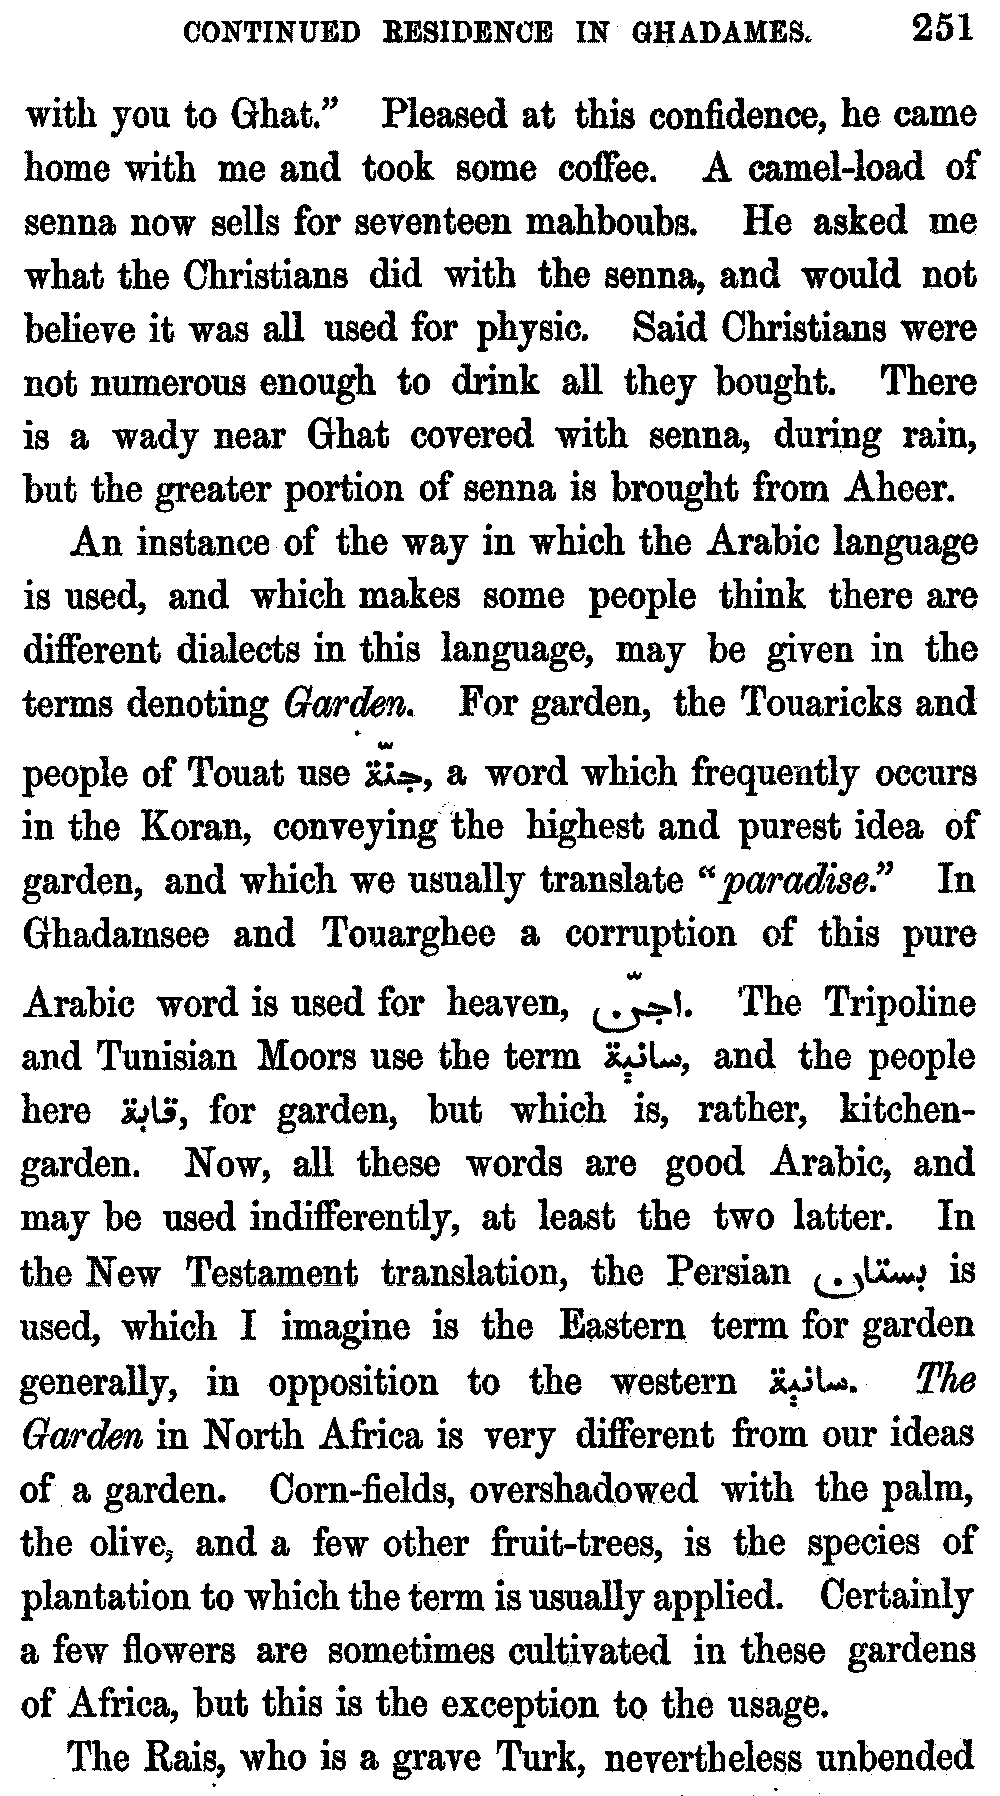 CONTINUED RESIDENCE IN GHADAMES. 251
with you to Ghat.” Pleased at this confidence, he came
home with me and took some coffee. A camel-load of
senna now sells for seventeen mahboubs. He asked me
what the Christians did with the senna, and would not
believe it was all used for physic. Said Christians were
not numerous enough to drink all they bought. There
is a wady near Ghat covered with senna, during rain,
but the greater portion of senna is brought from Aheer.
An instance of the way in which the Arabic language
is used, and which makes some people think there are
different dialects in this language, may be given in the
terms denoting Garden. For garden, the Touaricks and
people of Touat use جنّة, a word which frequently occurs
in the Koran, conveying the highest and purest idea of
garden, and which we usually translate “paradise.” In
Ghadamsee and Touarghee a corruption of this pure
Arabic word is used for heaven, اجنّ. The Tripoline
and Tunisian Moors use the term سانية, and the people
here قابة, for garden, but which is, rather, kitchen-
garden. Now, all these words are good Arabic, and
may be used indifferently, at least the two latter. In
the New Testament translation, the Persian بستان is
used, which I imagine is the Eastern term for garden
generally, in opposition to the western سانية. The
Garden in North Africa is very different from our ideas
of a garden. Corn-fields, overshadowed with the palm,
the olive, and a few other fruit-trees, is the species of
plantation to which the term is usually applied. Certainly
a few flowers are sometimes cultivated in these gardens
of Africa, but this is the exception to the usage.
The Rais, who is a grave Turk, nevertheless unbended